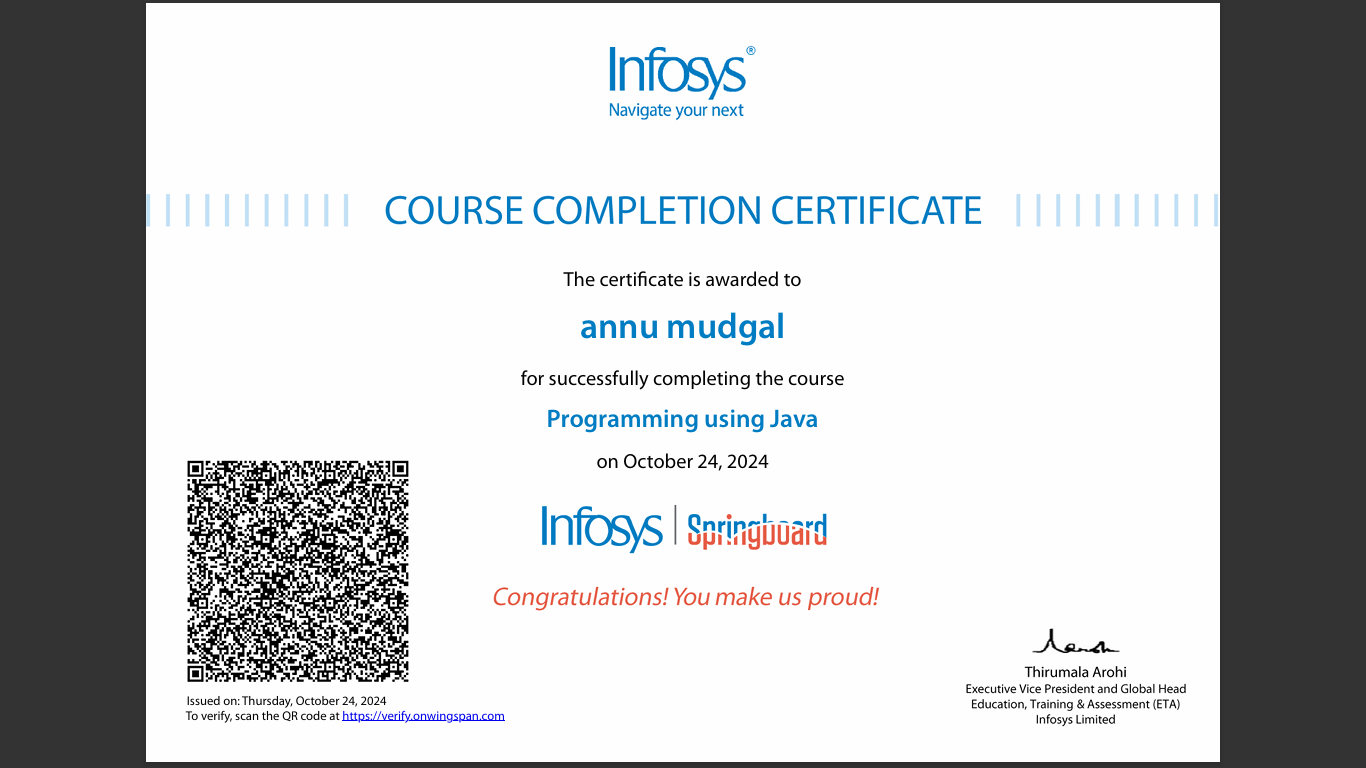 Infosys®
Navigate your next
COURSE COMPLETION CERTIFICATE
The certificate is awarded to
annu mudgal
for successfully completing the course
Programming using Java
on October 24, 2024
Infosys | Springboard
Congratulations! You make us proud!
Issued on: Thursday, October 24, 2024
To verify, scan the QR code at https://verify.onwingspan.com
Thirumala Arohi
Executive Vice President and Global Head
Education, Training & Assessment (ETA)
Infosys Limited